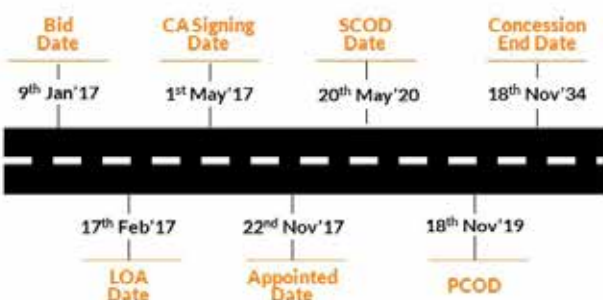 Bid
Date
9th Jan'17
CA Signing
Date
1st May'17
SCOD
Date
20th May'20
Concession
End Date
18th Nov'34
17th Feb'17
LOA
Date
22nd Nov'17
Appointed
Date
18th Nov'19
PCOD